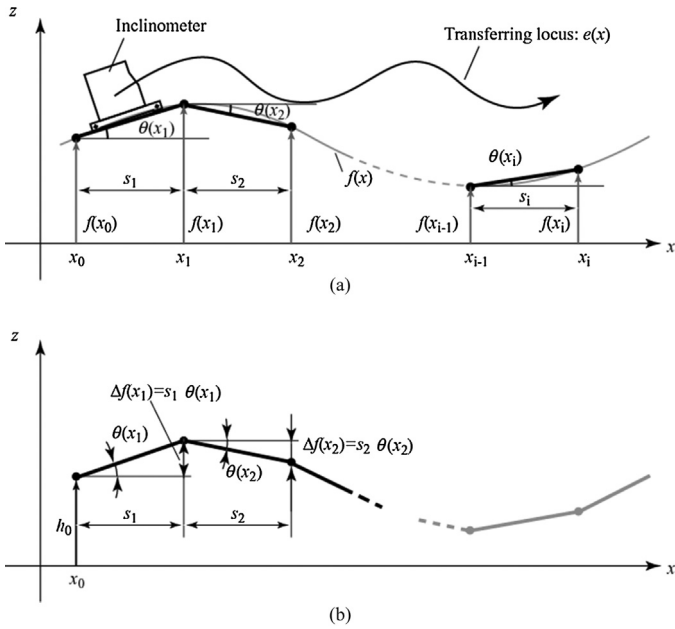 z
Inclinometer
Transferring locus: e(x)
θ(x₁)
θ(x₂)
θ(xᵢ)
f(x)
s₁
s₂
sᵢ
f(x₀)
f(x₁)
f(x₂)
f(xᵢ₋₁)
f(xᵢ)
x₀
x₁
x₂
xᵢ₋₁
xᵢ
x
(a)
z
Δf(x₁)=s₁ θ(x₁)
θ(x₁)
θ(x₂)
Δf(x₂)=s₂ θ(x₂)
s₁
s₂
h₀
x₀
x
(b)